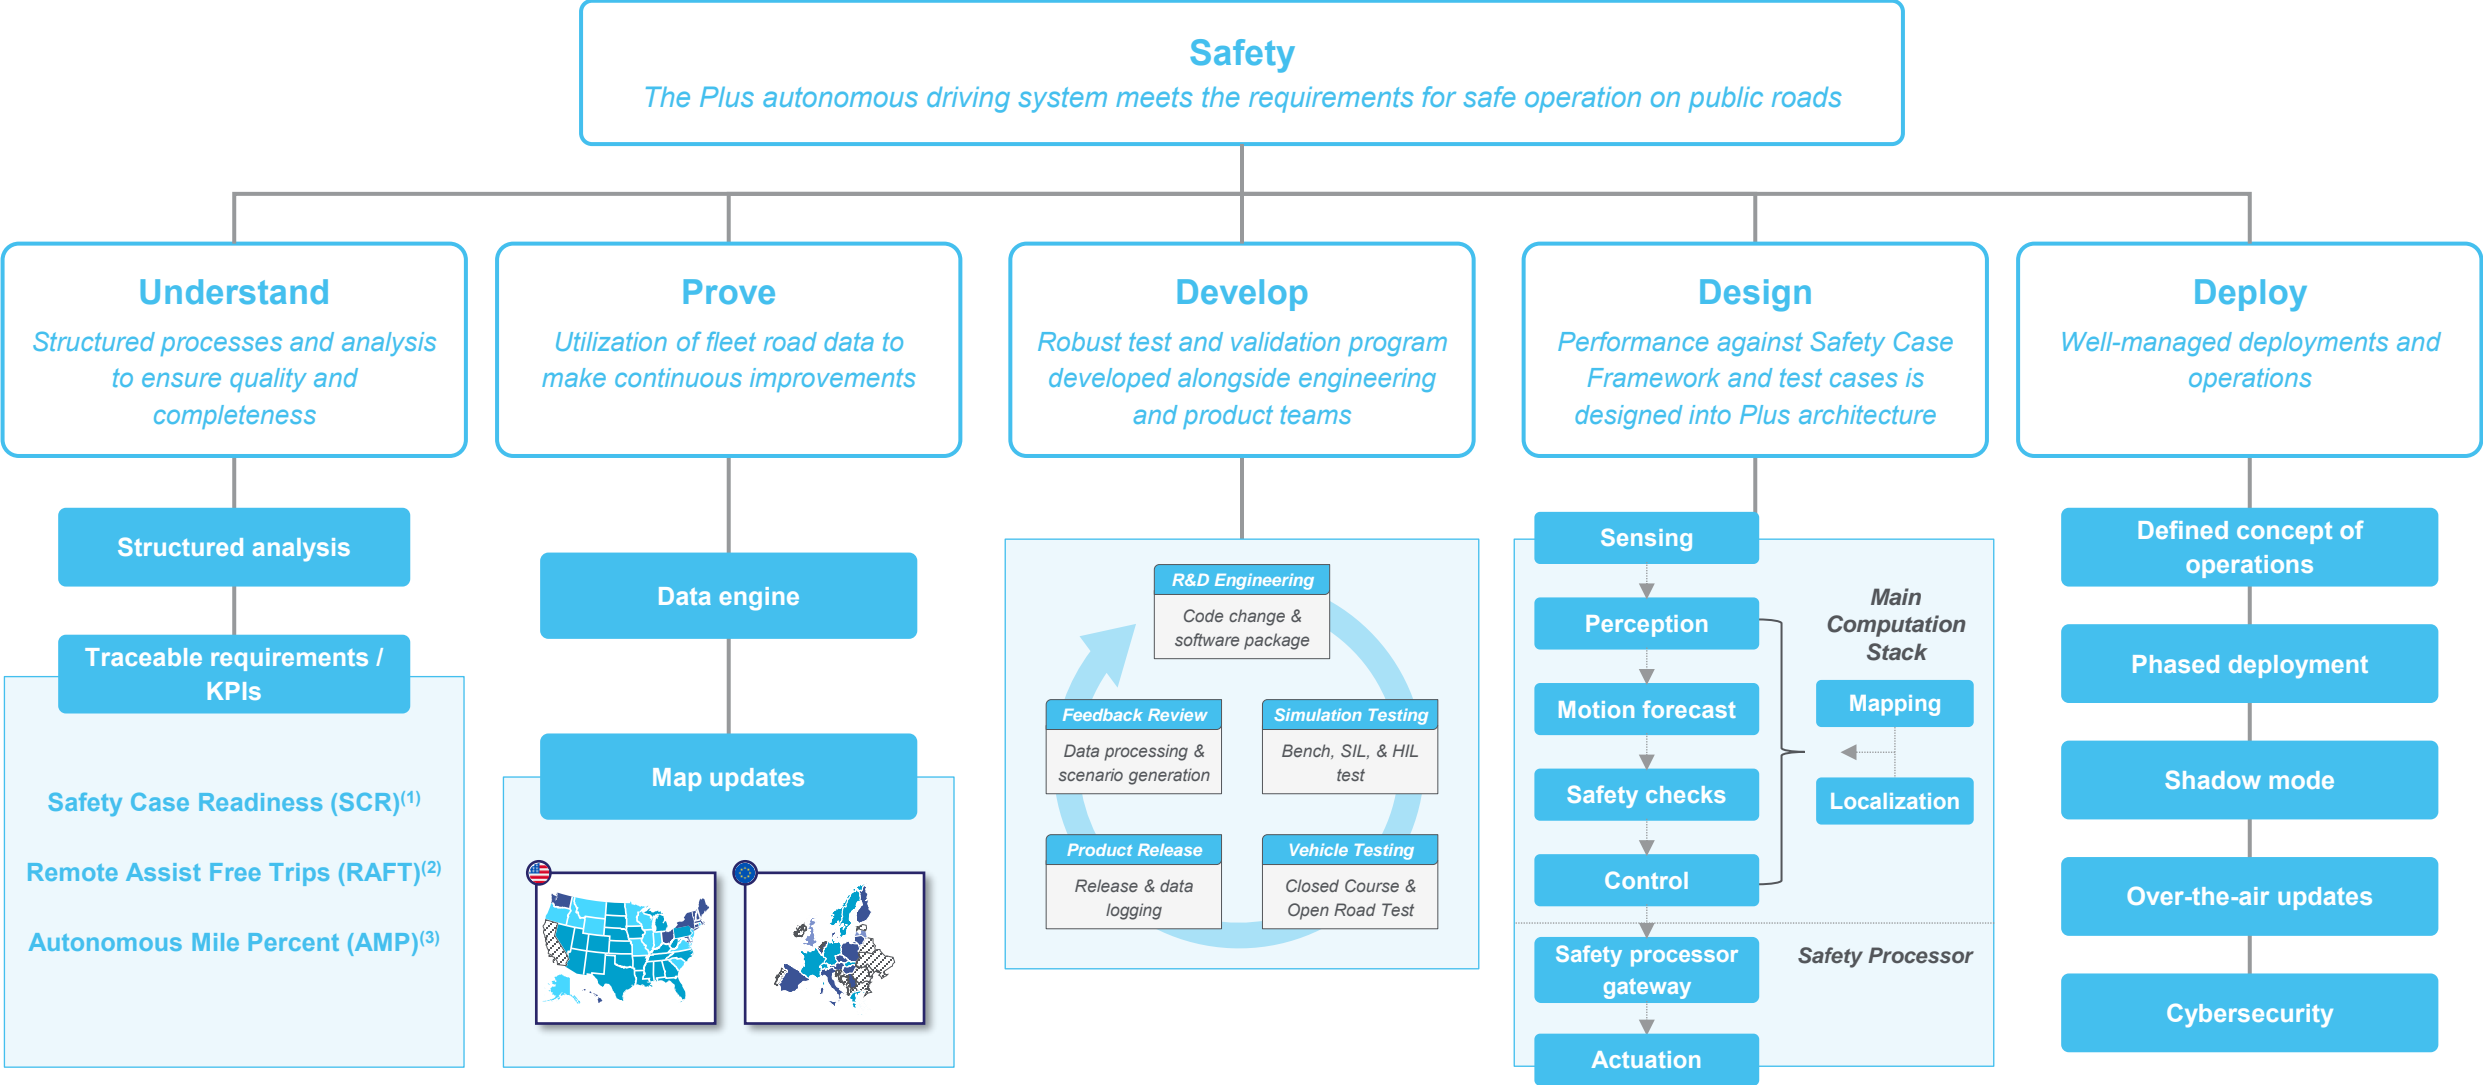 Safety
The Plus autonomous driving system meets the requirements for safe operation on public roads
Understand
Structured processes and analysis
to ensure quality and
completeness
Structured analysis
Traceable requirements /
KPIs
Safety Case Readiness (SCR)(1)
Remote Assist Free Trips (RAFT)(2)
Autonomous Mile Percent (AMP)(3)
Prove
Utilization of fleet road data to
make continuous improvements
Data engine
Map updates
Develop
Robust test and validation program
developed alongside engineering
and product teams
R&D Engineering
Code change &
software package
Feedback Review
Data processing &
scenario generation
Simulation Testing
Bench, SIL, & HIL
test
Product Release
Release & data
logging
Vehicle Testing
Closed Course &
Open Road Test
Design
Performance against Safety Case
Framework and test cases is
designed into Plus architecture
Sensing
Perception
Motion forecast
Safety checks
Control
Main
Computation
Stack
Mapping
Localization
Safety processor
gateway
Safety Processor
Actuation
Deploy
Well-managed deployments and
operations
Defined concept of
operations
Phased deployment
Shadow mode
Over-the-air updates
Cybersecurity